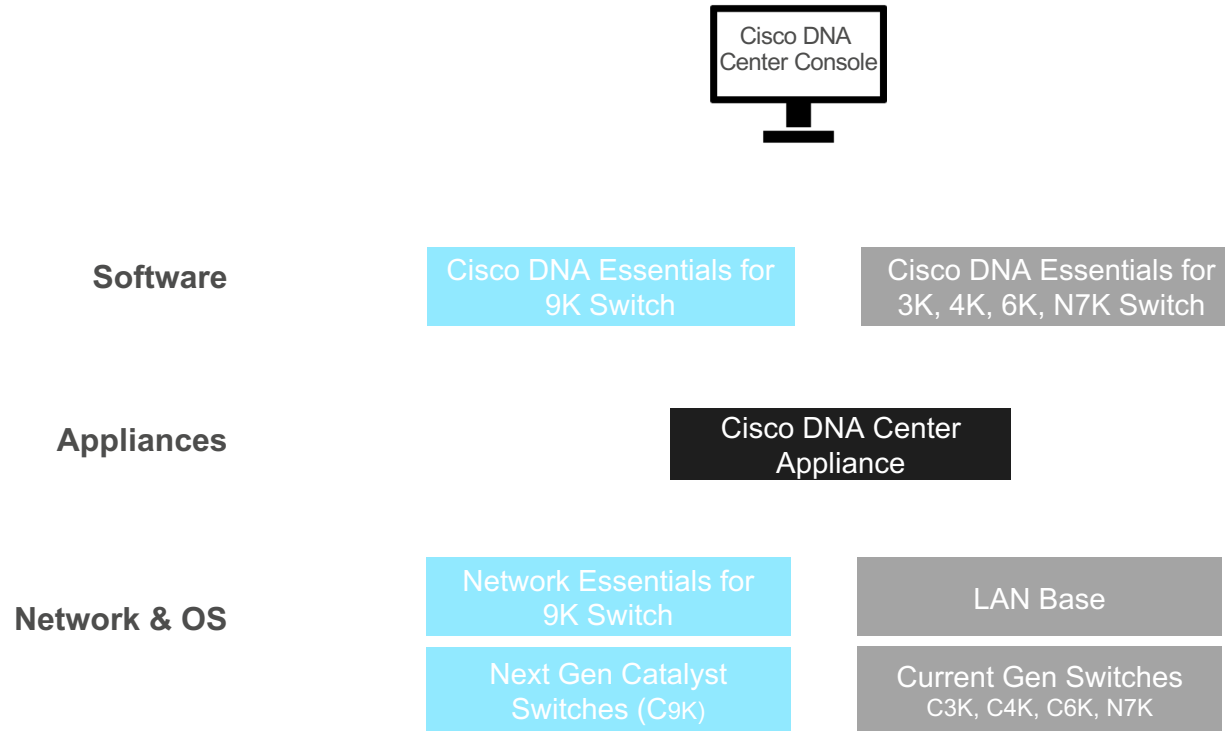 Cisco DNA
Center Console
Software
Cisco DNA Essentials for
9K Switch
Cisco DNA Essentials for
3K, 4K, 6K, N7K Switch
Appliances
Cisco DNA Center
Appliance
Network & OS
Network Essentials for
9K Switch
LAN Base
Next Gen Catalyst
Switches (C9K)
Current Gen Switches
C3K, C4K, C6K, N7K